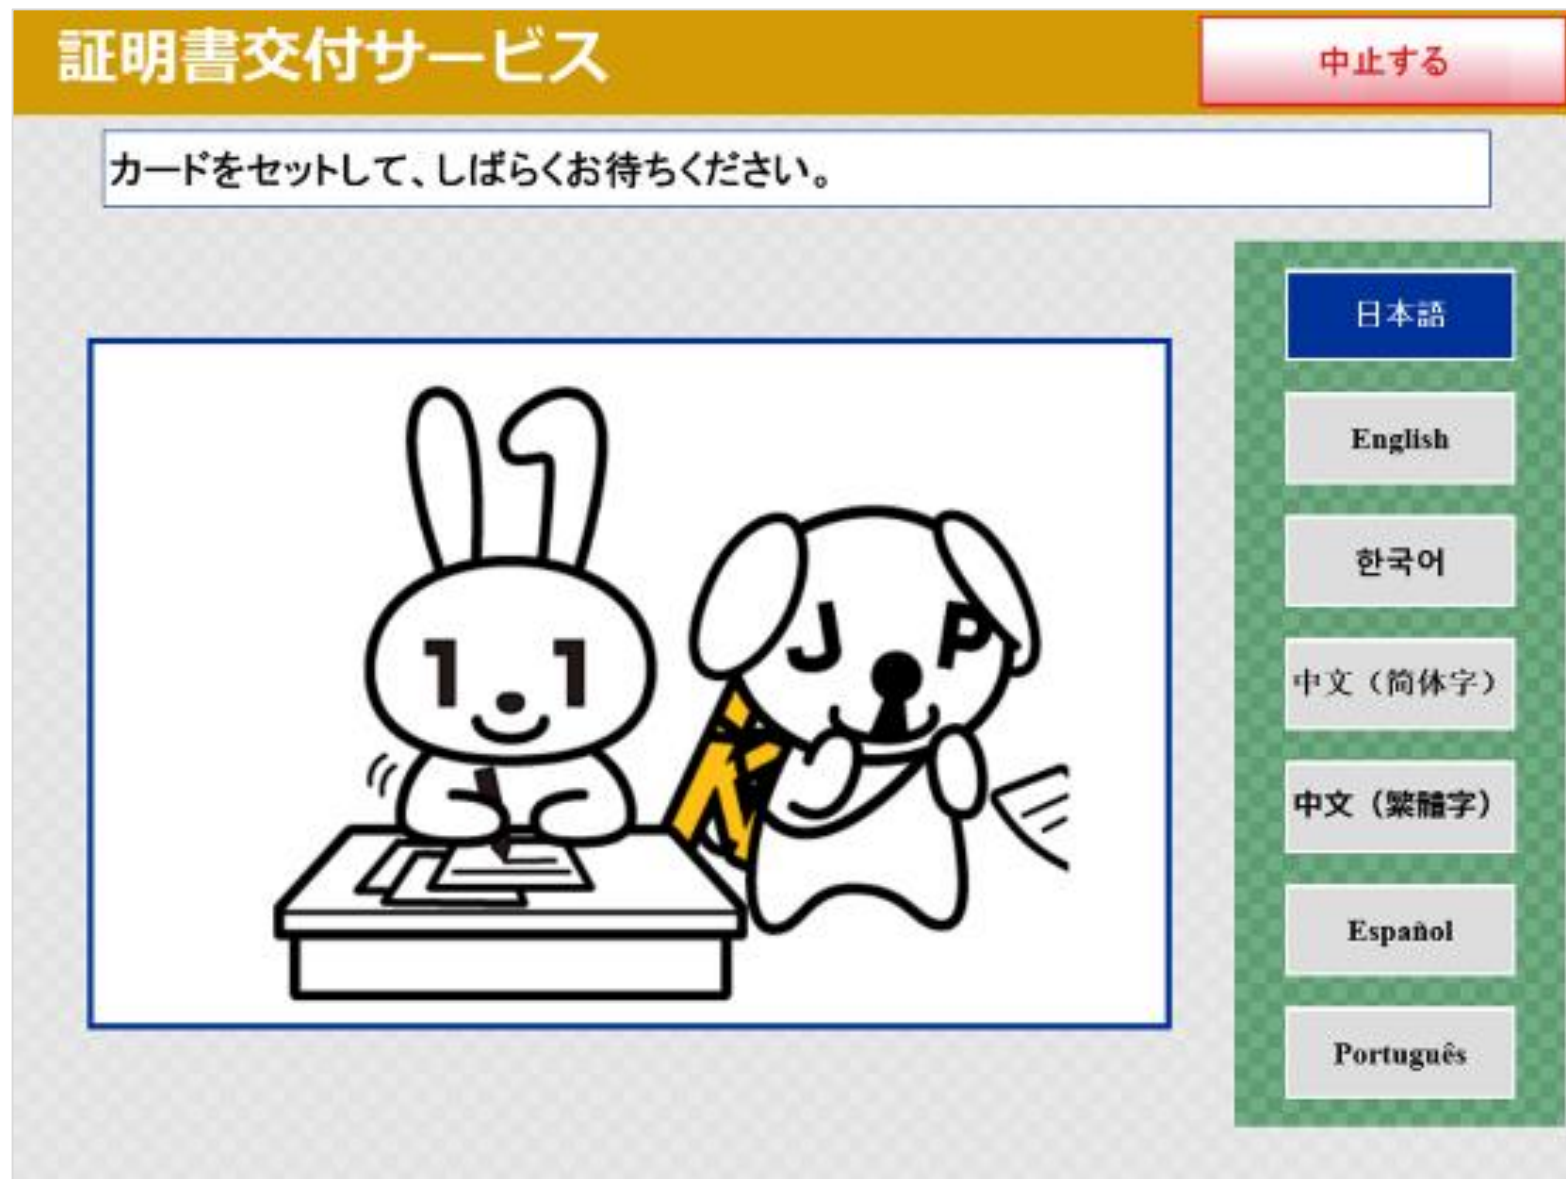 証明書交付サービス
中止する
カードをセットして、しばらくお待ちください。
日本語
English
한국어
中文（简体字）
中文（繁體字）
Español
Português
1 1
J P